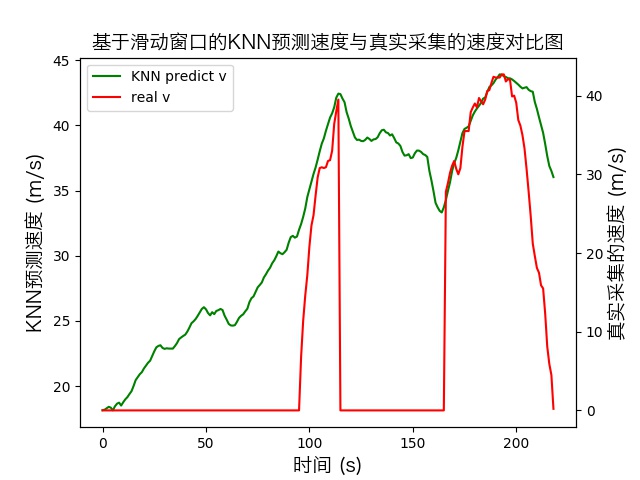 基于滑动窗口的KNN预测速度与真实采集的速度对比图
KNN predict v
real v
45
40
35
30
25
20
KNN预测速度 (m/s)
40
30
20
10
0
真实采集的速度 (m/s)
0 50 100 150 200
时间 (s)